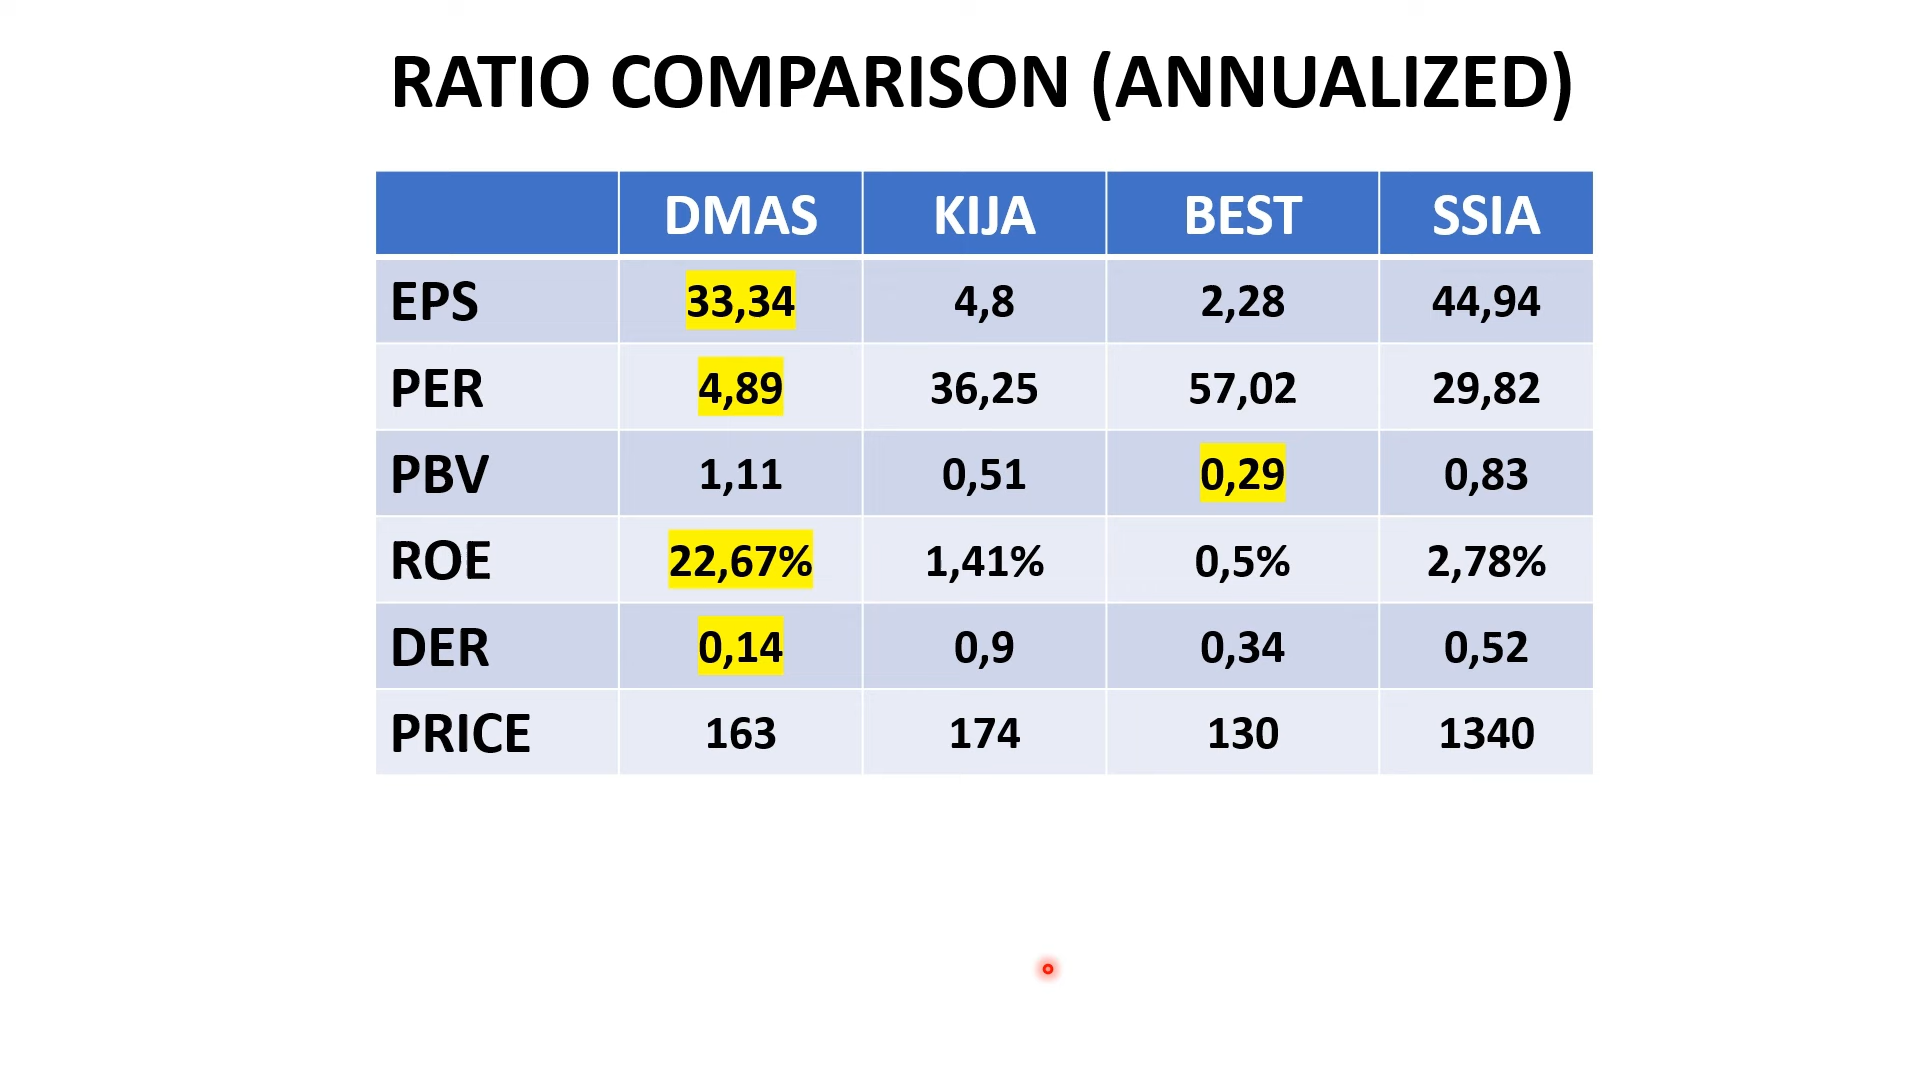 RATIO COMPARISON (ANNUALIZED)
DMAS KIJA BEST SSIA
EPS 33,34 4,8 2,28 44,94
PER 4,89 36,25 57,02 29,82
PBV 1,11 0,51 0,29 0,83
ROE 22,67% 1,41% 0,5% 2,78%
DER 0,14 0,9 0,34 0,52
PRICE 163 174 130 1340